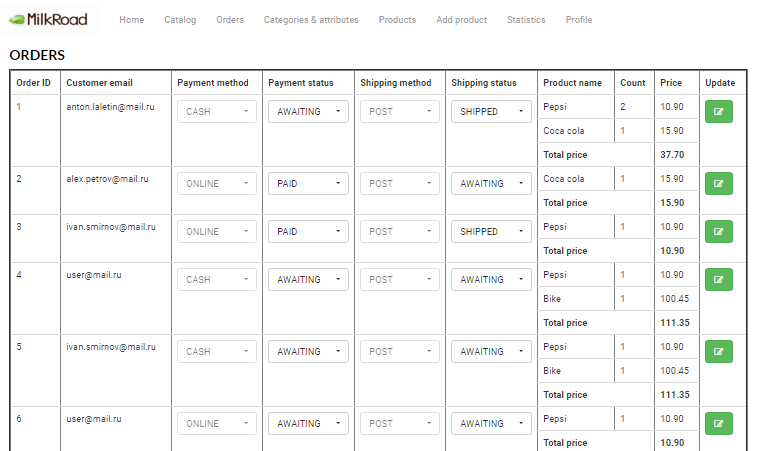 MilkRoad Home Catalog Orders Categories & attributes Products Add product Statistics Profile
ORDERS
Order ID Customer email Payment method Payment status Shipping method Shipping status Product name Count Price Update
1 anton.laletin@mail.ru CASH AWAITING POST SHIPPED Pepsi 2 10.90
Coca cola 1 15.90
Total price 37.70
2 alex.petrov@mail.ru ONLINE PAID POST AWAITING Coca cola 1 15.90
Total price 15.90
3 ivan.smirnov@mail.ru ONLINE PAID POST SHIPPED Pepsi 1 10.90
Total price 10.90
4 user@mail.ru CASH AWAITING POST AWAITING Pepsi 1 10.90
Bike 1 100.45
Total price 111.35
5 ivan.smirnov@mail.ru CASH AWAITING POST AWAITING Pepsi 1 10.90
Bike 1 100.45
Total price 111.35
6 user@mail.ru ONLINE AWAITING POST AWAITING Pepsi 1 10.90
Total price 10.90